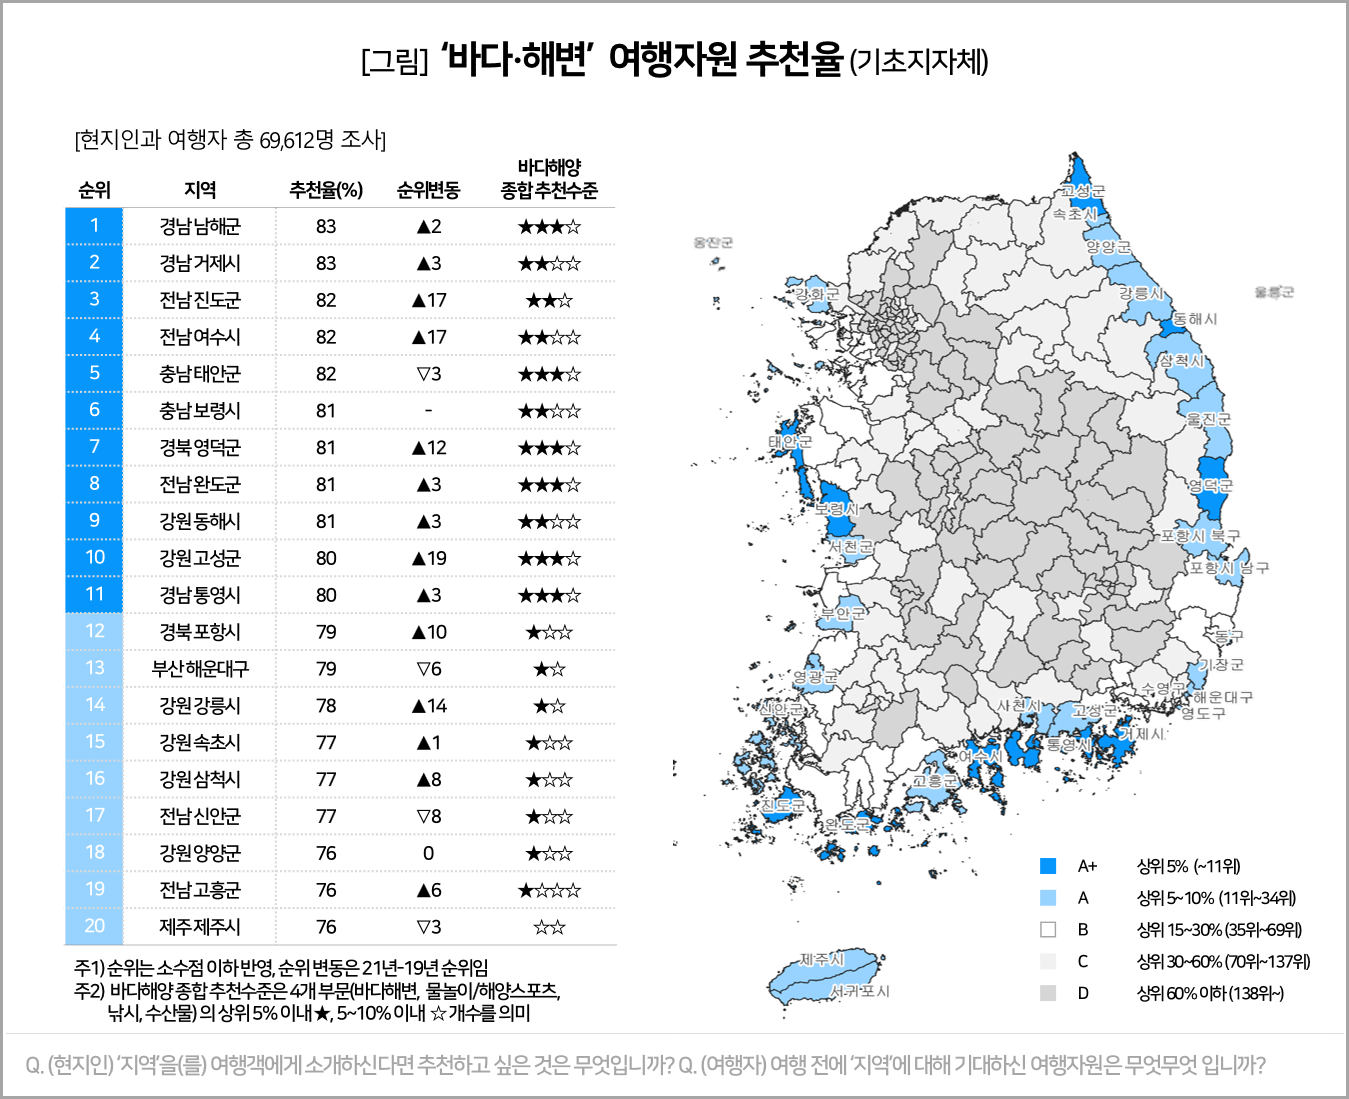 [그림] ‘바다·해변’ 여행자원 추천율 (기초지자체)
[현지인과 여행자 총 69,612명 조사]
순위 지역 추천율(%) 순위변동 바다해양 종합 추천수준
1 경남 남해군 83 ▲2 ★★★☆
2 경남 거제시 83 ▲3 ★★☆☆
3 전남 진도군 82 ▲17 ★★☆
4 전남 여수시 82 ▲17 ★★☆☆
5 충남 태안군 82 ▽3 ★★★☆
6 충남 보령시 81 - ★★☆☆
7 경북 영덕군 81 ▲12 ★★★☆
8 전남 완도군 81 ▲3 ★★★☆
9 강원 동해시 81 ▲3 ★★☆☆
10 강원 고성군 80 ▲19 ★★★☆
11 경남 통영시 80 ▲3 ★★★☆
12 경북 포항시 79 ▲10 ★☆☆
13 부산 해운대구 79 ▽6 ★☆
14 강원 강릉시 78 ▲14 ★☆
15 강원 속초시 77 ▲1 ★☆☆
16 강원 삼척시 77 ▲8 ★☆☆
17 전남 신안군 77 ▽8 ★☆☆
18 강원 양양군 76 0 ★☆☆
19 전남 고흥군 76 ▲6 ★☆☆☆
20 제주 제주시 76 ▽3 ☆☆
주1) 순위는 소수점 이하 반영, 순위 변동은 21년-19년 순위임
주2) 바다해양 종합 추천수준은 4개 부문(바다해변, 물놀이/해양스포츠,
낚시, 수산물) 의 상위 5% 이내 ★, 5~10% 이내 ☆ 개수를 의미
고성군
속초시
옹진군
양양군
강화군
강릉시
울릉군
동해시
삼척시
울진군
태안군
영덕군
보령시
포항시 북구
서천군
포항시 남구
부안군
동구
기장군
영광군
수영구
해운대구
신안군
사천시
고성군
영도구
거제시
통영시
여수시
고흥군
진도군
완도군
제주시
서귀포시
A+ 상위 5% (~11위)
A 상위 5~10% (11위~34위)
B 상위 15~30% (35위~69위)
C 상위 30~60% (70위~137위)
D 상위 60% 이하 (138위~)
Q. (현지인) ‘지역’을(를) 여행객에게 소개하신다면 추천하고 싶은 것은 무엇입니까? Q. (여행자) 여행 전에 ‘지역’에 대해 기대하신 여행자원은 무엇무엇 입니까?